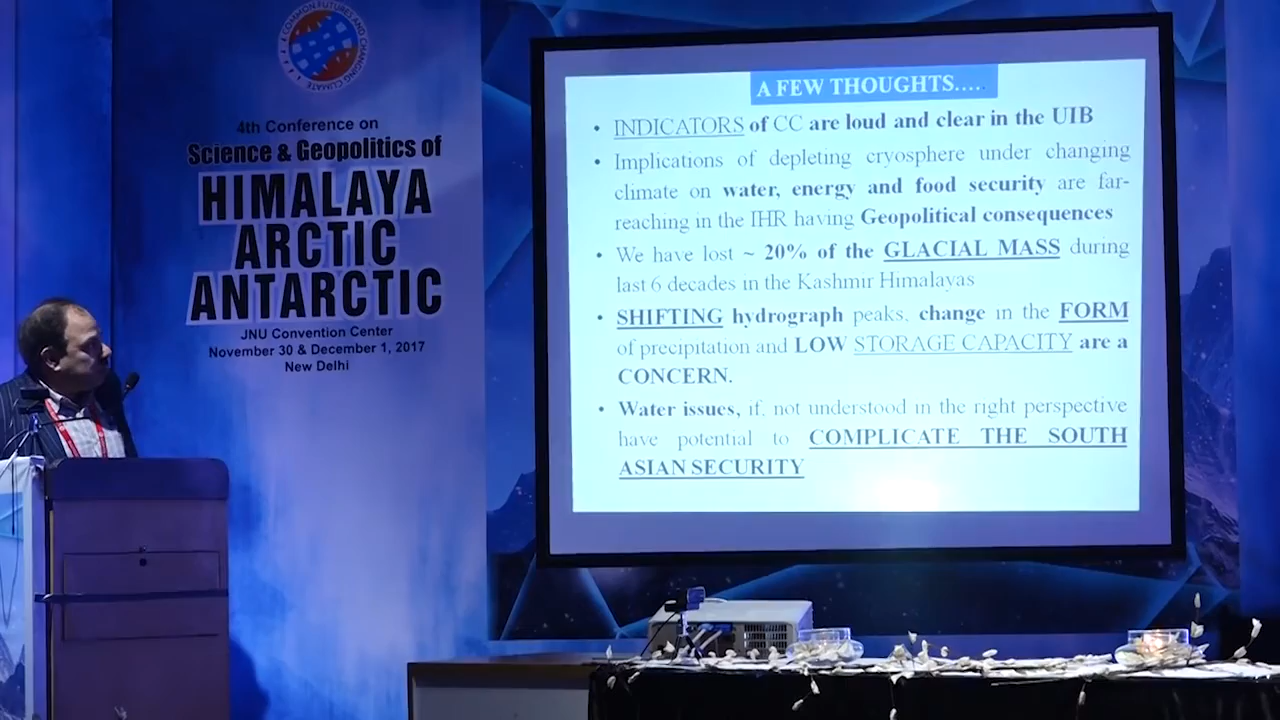 COMMON FUTURES AND CHANGING CLIMATE
4th Conference on
Science & Geopolitics of
HIMALAYA
ARCTIC
ANTARCTIC
JNU Convention Center
November 30 & December 1, 2017
New Delhi
A FEW THOUGHTS.....
• INDICATORS of CC are loud and clear in the UIB
• Implications of depleting cryosphere under changing
climate on water, energy and food security are far-
reaching in the IHR having Geopolitical consequences
• We have lost ~ 20% of the GLACIAL MASS during
last 6 decades in the Kashmir Himalayas
• SHIFTING hydrograph peaks, change in the FORM
of precipitation and LOW STORAGE CAPACITY are a
CONCERN.
• Water issues, if, not understood in the right perspective
have potential to COMPLICATE THE SOUTH
ASIAN SECURITY